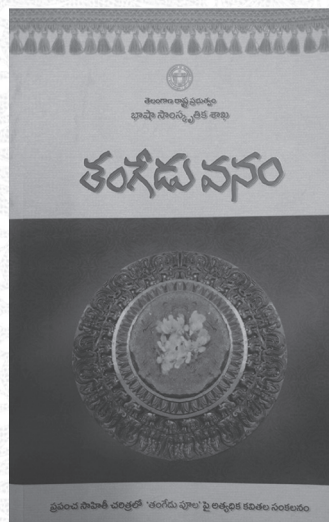 తెలంగాణ రాష్ట్ర ప్రభుత్వం
భాషా సాంస్కృతిక శాఖ
తంగేడు వనం
ప్రపంచ సాహితీ చరిత్రలో 'తంగేడు పూల' పై అత్యధిక కవితల సంకలనం